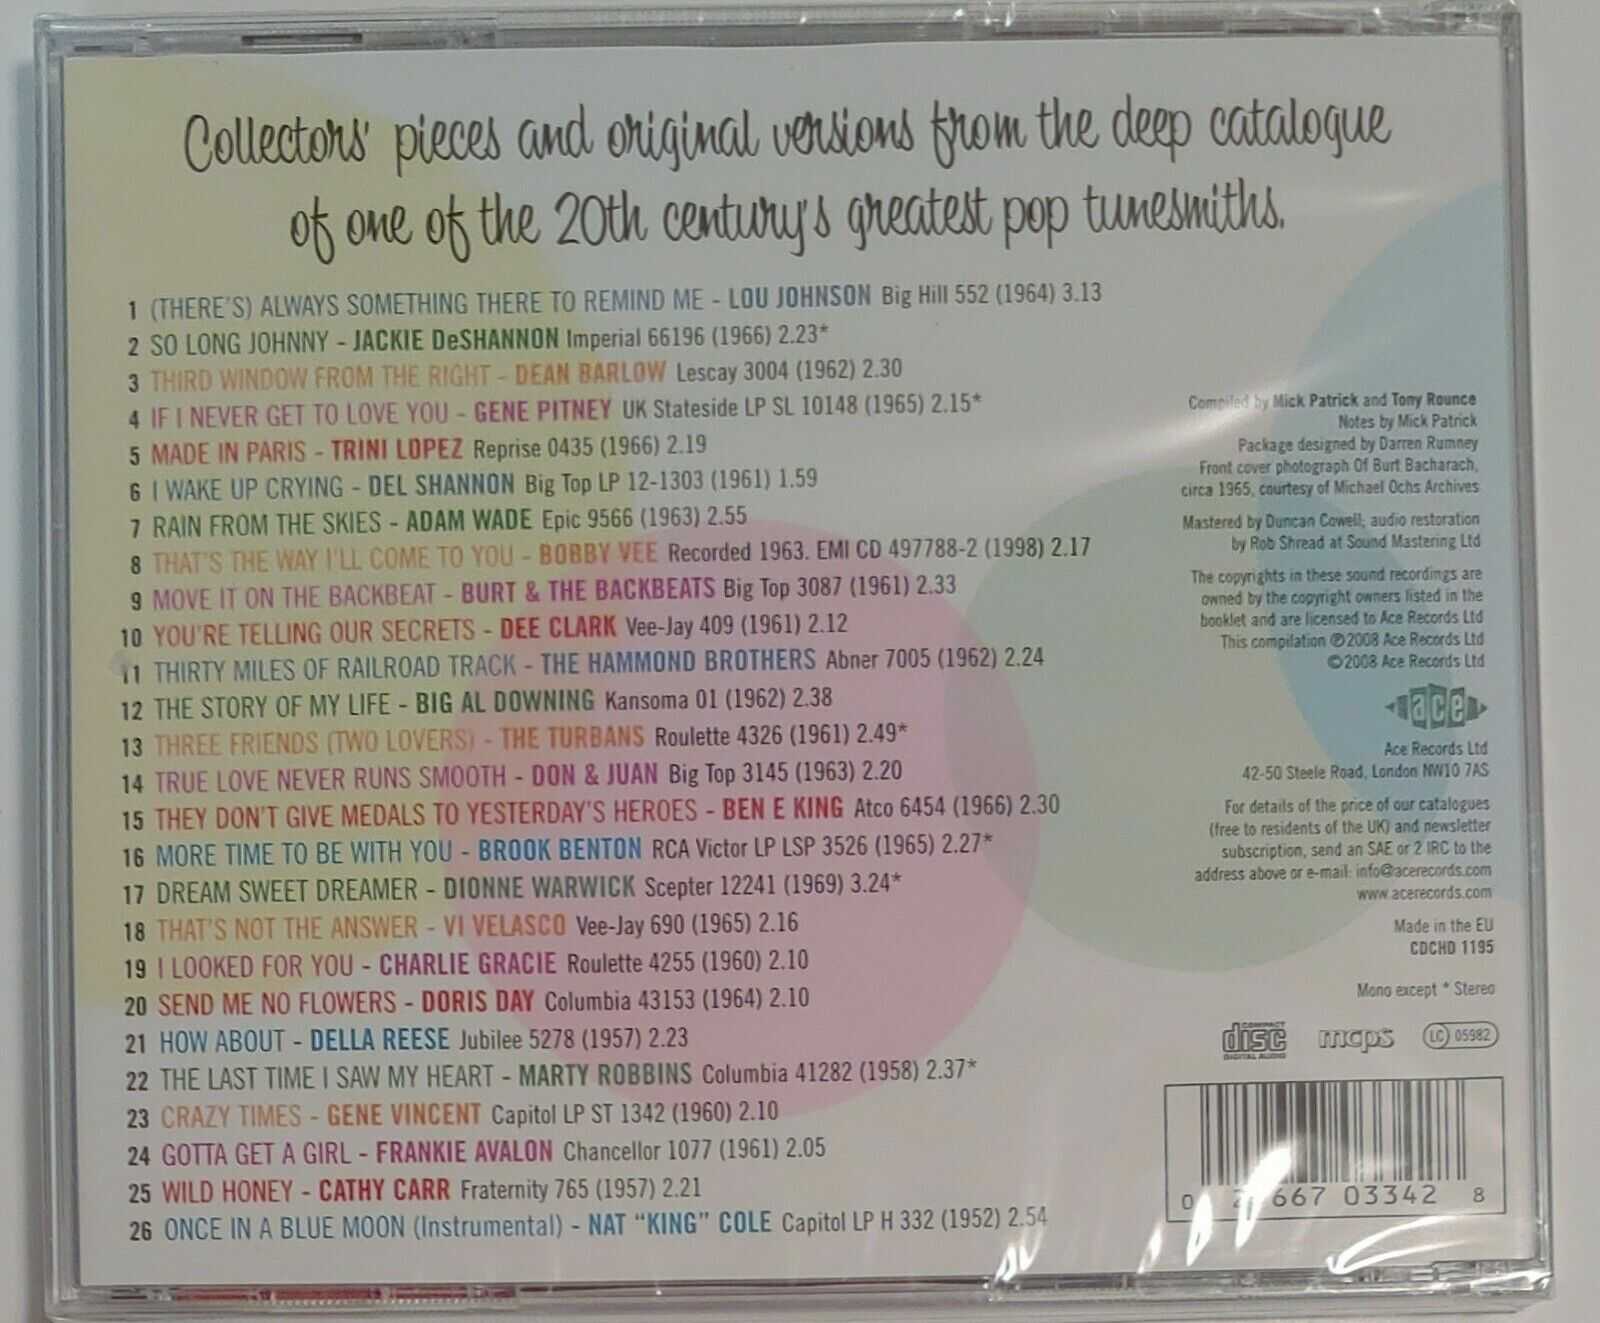 Collectors' pieces and original versions from the deep catalogue
of one of the 20th century's greatest pop tunesmiths.
1 (THERE'S) ALWAYS SOMETHING THERE TO REMIND ME - LOU JOHNSON Big Hill 552 (1964) 3.13
2 SO LONG JOHNNY - JACKIE DeSHANNON Imperial 66196 (1966) 2.23*
3 THIRD WINDOW FROM THE RIGHT - DEAN BARLOW Lescay 3004 (1962) 2.30
4 IF I NEVER GET TO LOVE YOU - GENE PITNEY UK Stateside LP SL 10148 (1965) 2.15*
5 MADE IN PARIS - TRINI LOPEZ Reprise 0435 (1966) 2.19
6 I WAKE UP CRYING - DEL SHANNON Big Top LP 12-1303 (1961) 1.59
7 RAIN FROM THE SKIES - ADAM WADE Epic 9566 (1963) 2.55
8 THAT'S THE WAY I'LL COME TO YOU - BOBBY VEE Recorded 1963. EMI CD 497788-2 (1998) 2.17
9 MOVE IT ON THE BACKBEAT - BURT & THE BACKBEATS Big Top 3087 (1961) 2.33
10 YOU'RE TELLING OUR SECRETS - DEE CLARK Vee-Jay 409 (1961) 2.12
11 THIRTY MILES OF RAILROAD TRACK - THE HAMMOND BROTHERS Abner 7005 (1962) 2.24
12 THE STORY OF MY LIFE - BIG AL DOWNING Kansoma 01 (1962) 2.38
13 THREE FRIENDS (TWO LOVERS) - THE TURBANS Roulette 4326 (1961) 2.49*
14 TRUE LOVE NEVER RUNS SMOOTH - DON & JUAN Big Top 3145 (1963) 2.20
15 THEY DON'T GIVE MEDALS TO YESTERDAY'S HEROES - BEN E KING Atco 6454 (1966) 2.30
16 MORE TIME TO BE WITH YOU - BROOK BENTON RCA Victor LP LSP 3526 (1965) 2.27*
17 DREAM SWEET DREAMER - DIONNE WARWICK Scepter 12241 (1969) 3.24*
18 THAT'S NOT THE ANSWER - VI VELASCO Vee-Jay 690 (1965) 2.16
19 I LOOKED FOR YOU - CHARLIE GRACIE Roulette 4255 (1960) 2.10
20 SEND ME NO FLOWERS - DORIS DAY Columbia 43153 (1964) 2.10
21 HOW ABOUT - DELLA REESE Jubilee 5278 (1957) 2.23
22 THE LAST TIME I SAW MY HEART - MARTY ROBBINS Columbia 41282 (1958) 2.37*
23 CRAZY TIMES - GENE VINCENT Capitol LP ST 1342 (1960) 2.10
24 GOTTA GET A GIRL - FRANKIE AVALON Chancellor 1077 (1961) 2.05
25 WILD HONEY - CATHY CARR Fraternity 765 (1957) 2.21
26 ONCE IN A BLUE MOON (Instrumental) - NAT "KING" COLE Capitol LP H 332 (1952) 2.54
Compiled by Mick Patrick and Tony Rounce
Notes by Mick Patrick
Package designed by Darren Rumney
Front cover photograph Of Burt Bacharach,
circa 1965, courtesy of Michael Ochs Archives
Mastered by Duncan Cowell; audio restoration
by Rob Shread at Sound Mastering Ltd
The copyrights in these sound recordings are
owned by the copyright owners listed in the
booklet and are licensed to Ace Records Ltd
This compilation ℗2008 Ace Records Ltd
©2008 Ace Records Ltd
ace
Ace Records Ltd
42-50 Steele Road, London NW10 7AS
For details of the price of our catalogues
(free to residents of the UK) and newsletter
subscription, send an SAE or 2 IRC to the
address above or e-mail: info@acerecords.com
www.acerecords.com
Made in the EU
CDCHD 1195
Mono except * Stereo
COMPACT disc DIGITAL AUDIO mcps LC 05982
0 667 03342 8